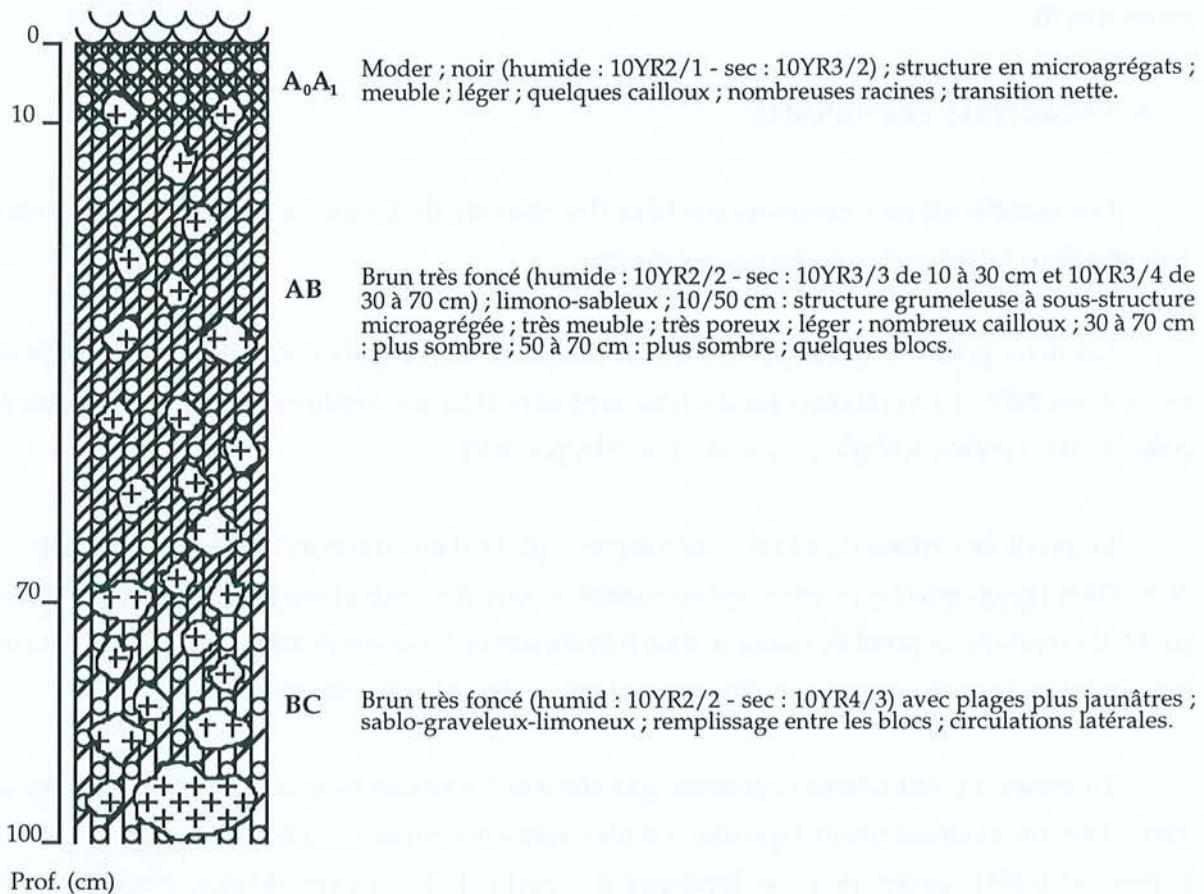 0
A₀A₁
Moder ; noir (humide : 10YR2/1 - sec : 10YR3/2) ; structure en microagrégats ;
meuble ; léger ; quelques cailloux ; nombreuses racines ; transition nette.
10
AB
Brun très foncé (humide : 10YR2/2 - sec : 10YR3/3 de 10 à 30 cm et 10YR3/4 de
30 à 70 cm) ; limono-sableux ; 10/50 cm : structure grumeleuse à sous-structure
microagrégée ; très meuble ; très poreux ; léger ; nombreux cailloux ; 30 à 70 cm
: plus sombre ; 50 à 70 cm : plus sombre ; quelques blocs.
70
BC
Brun très foncé (humid : 10YR2/2 - sec : 10YR4/3) avec plages plus jaunâtres ;
sablo-graveleux-limoneux ; remplissage entre les blocs ; circulations latérales.
100
Prof. (cm)